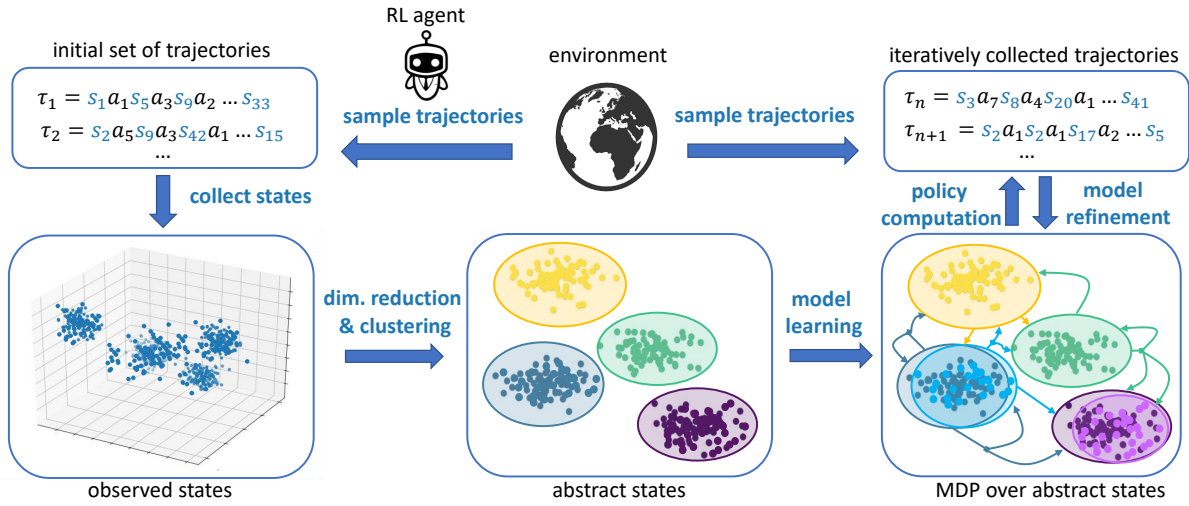 RL agent
initial set of trajectories
environment
iteratively collected trajectories
τ₁ = s₁a₁s₅a₃s₉a₂ … s₃₃
τ₂ = s₂a₅s₉a₃s₄₂a₁ … s₁₅
...
sample trajectories
sample trajectories
τₙ = s₃a₇s₈a₄s₂₀a₁ … s₄₁
τₙ₊₁ = s₂a₁s₂a₁s₁₇a₂ … s₅
...
collect states
policy
computation
model
refinement
dim. reduction
& clustering
model
learning
observed states
abstract states
MDP over abstract states